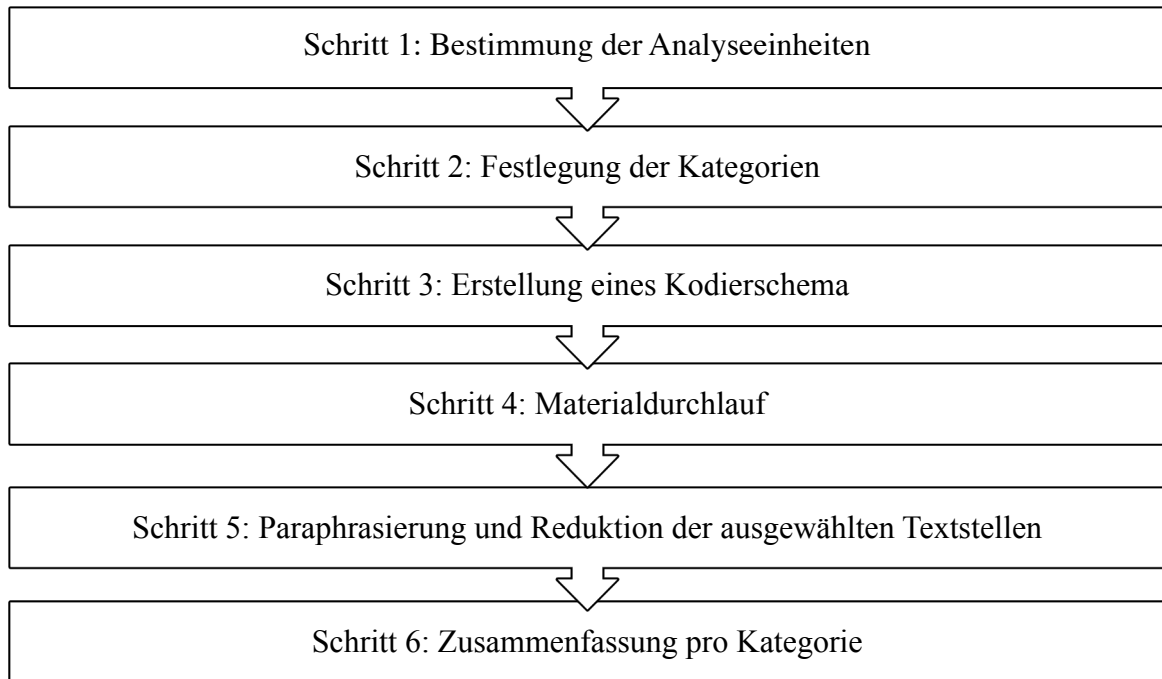 Schritt 1: Bestimmung der Analyseeinheiten
Schritt 2: Festlegung der Kategorien
Schritt 3: Erstellung eines Kodierschema
Schritt 4: Materialdurchlauf
Schritt 5: Paraphrasierung und Reduktion der ausgewählten Textstellen
Schritt 6: Zusammenfassung pro Kategorie